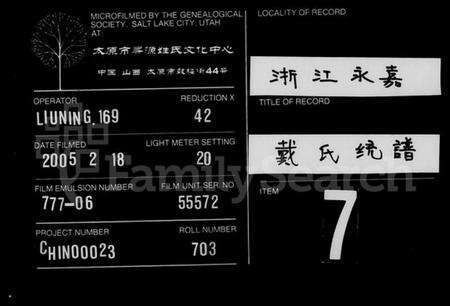 MICROFILMED BY THE GENEALOGICAL
SOCIETY, SALT LAKE CITY, UTAH
AT
太原市寻源姓氏文化中心
中国 山西 太原市
44号
OPERATOR
REDUCTION X
LIUNING, 169
42
DATE FILMED
LIGHT METER SETTING
2005 2 18
20
FILM EMULSION NUMBER
FILM UNIT SER NO
777-06
55572
PROJECT NUMBER
ROLL NUMBER
CHIN00023
703
LOCALITY OF RECORD
浙江永嘉
TITLE OF RECORD
戴氏统谱
ITEM
7
FamilySearch